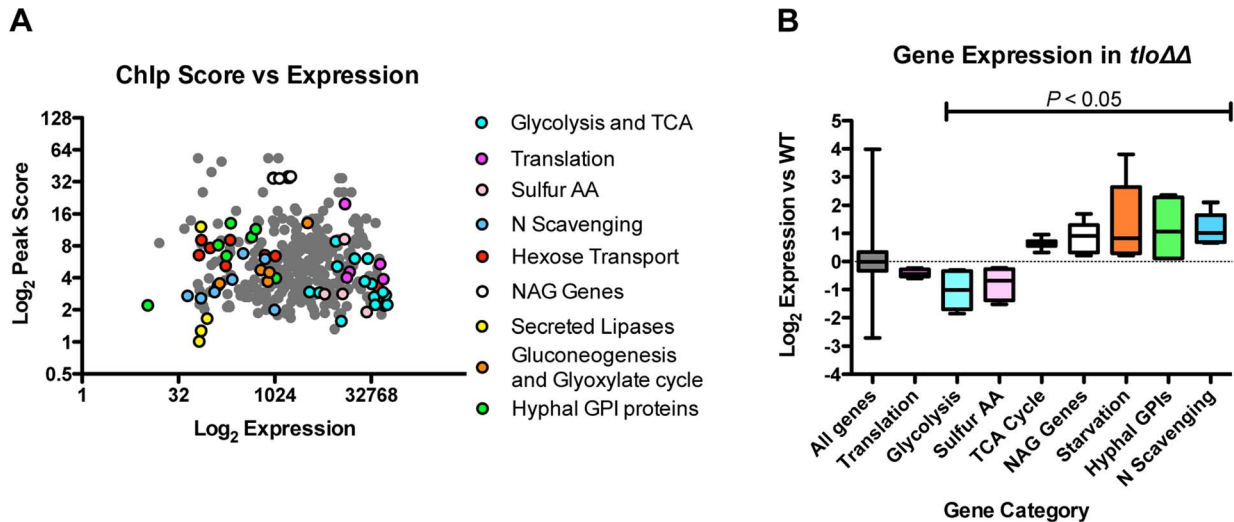 A
ChIp Score vs Expression
Log2 Peak Score
128
64
32
16
8
4
2
1
0.5
1
32
1024
32768
Log2 Expression
Glycolysis and TCA
Translation
Sulfur AA
N Scavenging
Hexose Transport
NAG Genes
Secreted Lipases
Gluconeogenesis
and Glyoxylate cycle
Hyphal GPI proteins
B
Gene Expression in tloΔΔ
P < 0.05
Log2 Expression vs WT
5
4
3
2
1
0
-1
-2
-3
-4
All genes
Translation
Glycolysis
Sulfur AA
TCA Cycle
NAG Genes
Starvation
Hyphal GPIs
N Scavenging
Gene Category